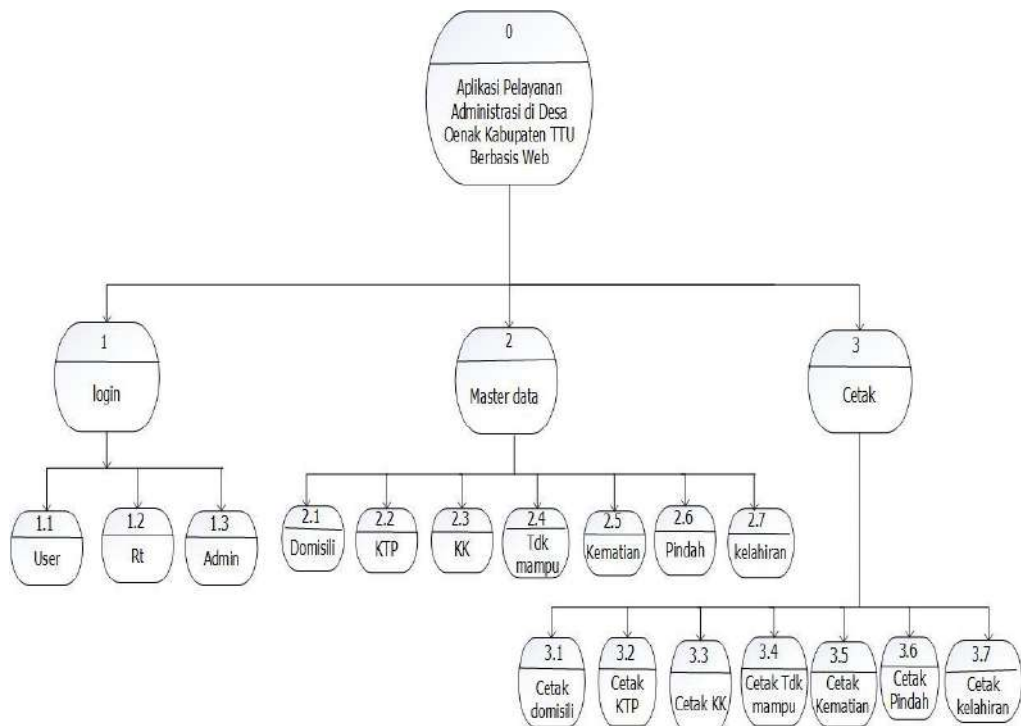 0
Aplikasi Pelayanan
Administrasi di Desa
Oenak Kabupaten TTU
Berbasis Web
1
login
2
Master data
3
Cetak
1.1
User
1.2
Rt
1.3
Admin
2.1
Domisili
2.2
KTP
2.3
KK
2.4
Tdk
mampu
2.5
Kematian
2.6
Pindah
2.7
kelahiran
3.1
Cetak
domisili
3.2
Cetak
KTP
3.3
Cetak KK
3.4
Cetak Tdk
mampu
3.5
Cetak
Kematian
3.6
Cetak
Pindah
3.7
Cetak
kelahiran